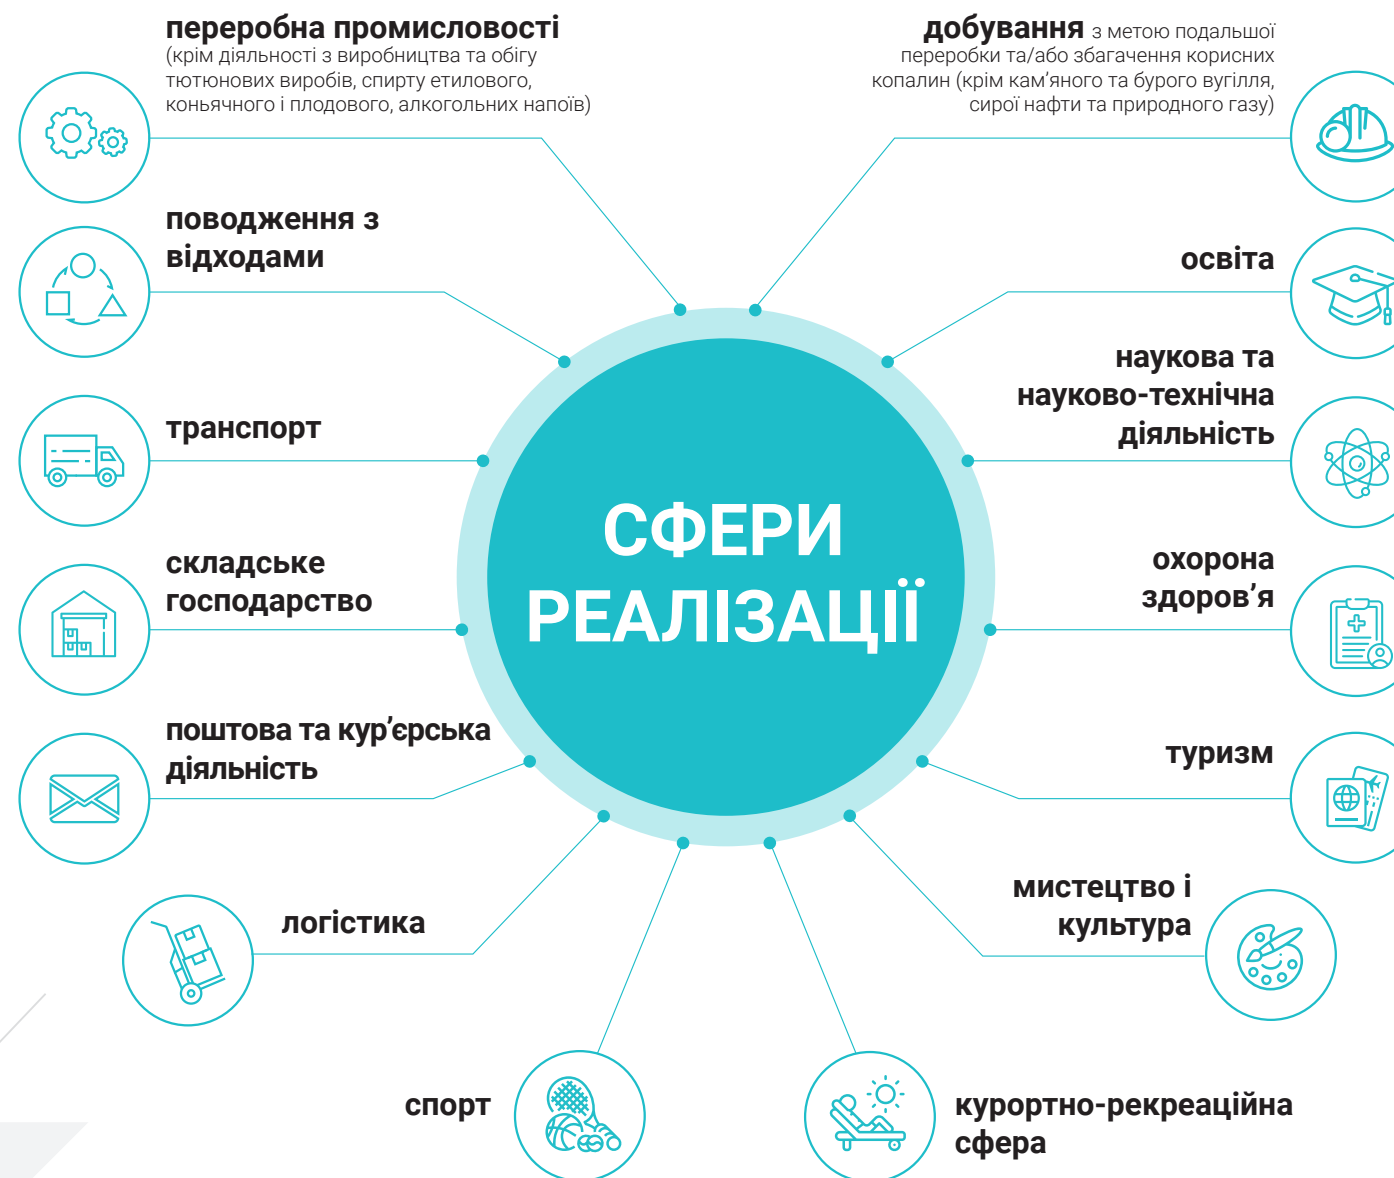 переробна промисловості
(крім діяльності з виробництва та обігу
тютюнових виробів, спирту етилового,
коньячного і плодового, алкогольних напоїв)
добування з метою подальшої
переробки та/або збагачення корисних
копалин (крім кам’яного та бурого вугілля,
сирої нафти та природного газу)
поводження з
відходами
освіта
наукова та
науково-технічна
діяльність
транспорт
СФЕРИ
РЕАЛІЗАЦІЇ
складське
господарство
охорона
здоров’я
поштова та кур’єрська
діяльність
туризм
логістика
мистецтво і
культура
спорт
курортно-рекреаційна
сфера